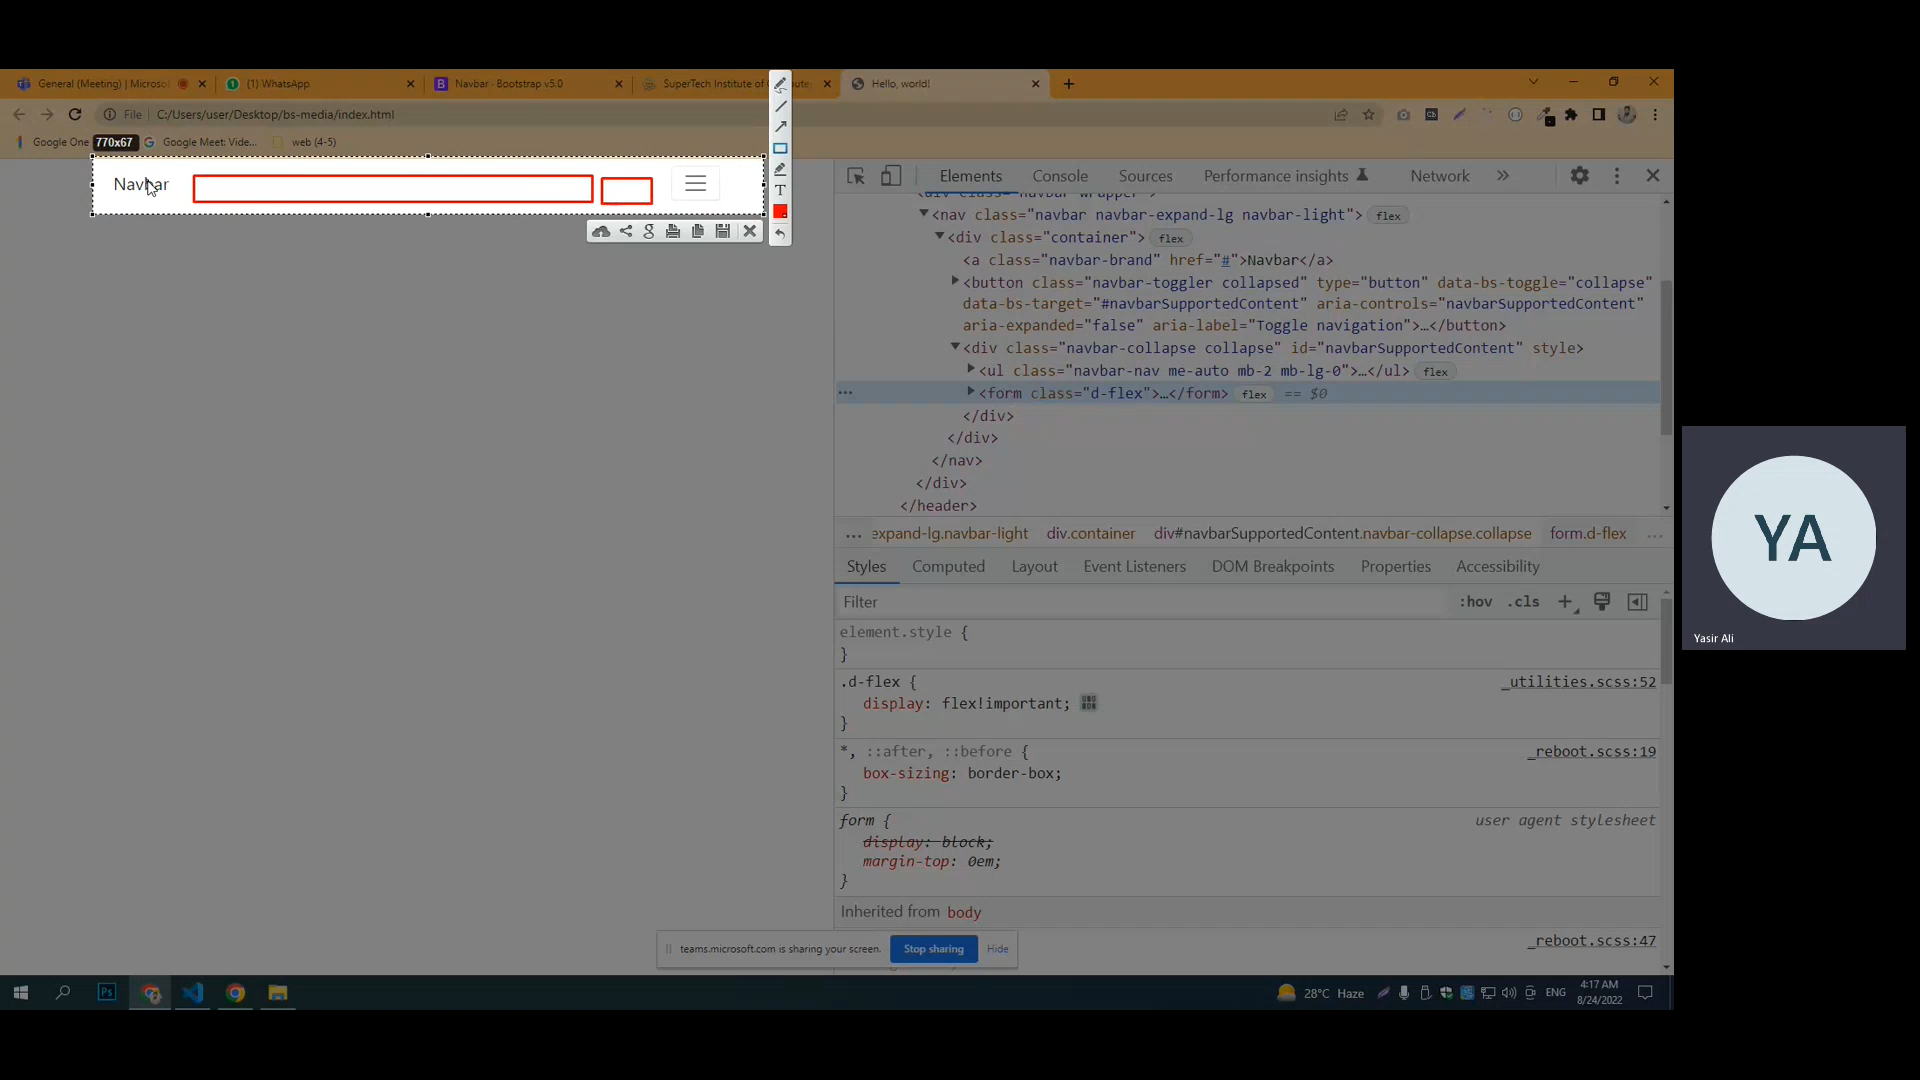 General (Meeting) | Microso
(1) WhatsApp
Navbar · Bootstrap v5.0
SuperTech Institute of C
mpute
Hello, world!
File
C:/Users/user/Desktop/bs-media/index.html
Google One
770x67
Google Meet: Vide...
web (4-5)
Navbar
T
Elements
Console
Sources
Performance insights
Network
<div class="container wrapper">
<nav class="navbar navbar-expand-lg navbar-light">
flex
<div class="container">
flex
<a class="navbar-brand" href="#">Navbar</a>
<button class="navbar-toggler collapsed" type="button" data-bs-toggle="collapse"
data-bs-target="#navbarSupportedContent" aria-controls="navbarSupportedContent"
aria-expanded="false" aria-label="Toggle navigation">…</button>
<div class="navbar-collapse collapse" id="navbarSupportedContent" style>
<ul class="navbar-nav me-auto mb-2 mb-lg-0">…</ul>
flex
<form class="d-flex">…</form>
flex
== $0
</div>
</div>
</nav>
</div>
</header>
... expand-lg.navbar-light
div.container
div#navbarSupportedContent.navbar-collapse.collapse
form.d-flex
...
Styles
Computed
Layout
Event Listeners
DOM Breakpoints
Properties
Accessibility
Filter
:hov
.cls
element.style {
}
.d-flex {
_utilities.scss:52
display: flex!important;
}
*, ::after, ::before {
_reboot.scss:19
box-sizing: border-box;
}
form {
user agent stylesheet
display: block;
margin-top: 0em;
}
Inherited from body
_reboot.scss:47
teams.microsoft.com is sharing your screen.
Stop sharing
Hide
YA
Yasir Ali
Ps
28°C Haze
ENG
4:17 AM
8/24/2022